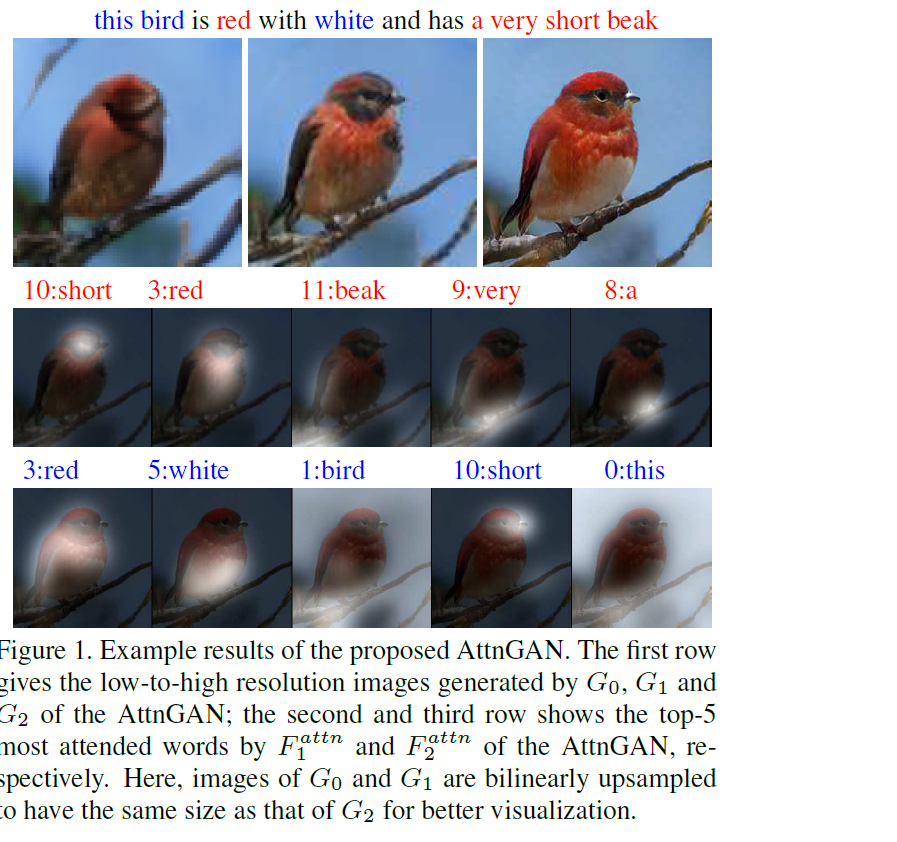 this bird is red with white and has a very short beak
10:short 3:red 11:beak 9:very 8:a
3:red 5:white 1:bird 10:short 0:this
Figure 1. Example results of the proposed AttnGAN. The first row
gives the low-to-high resolution images generated by G₀, G₁ and
G₂ of the AttnGAN; the second and third row shows the top-5
most attended words by F₁ᵃᵗᵗⁿ and F₂ᵃᵗᵗⁿ of the AttnGAN, re-
spectively. Here, images of G₀ and G₁ are bilinearly upsampled
to have the same size as that of G₂ for better visualization.